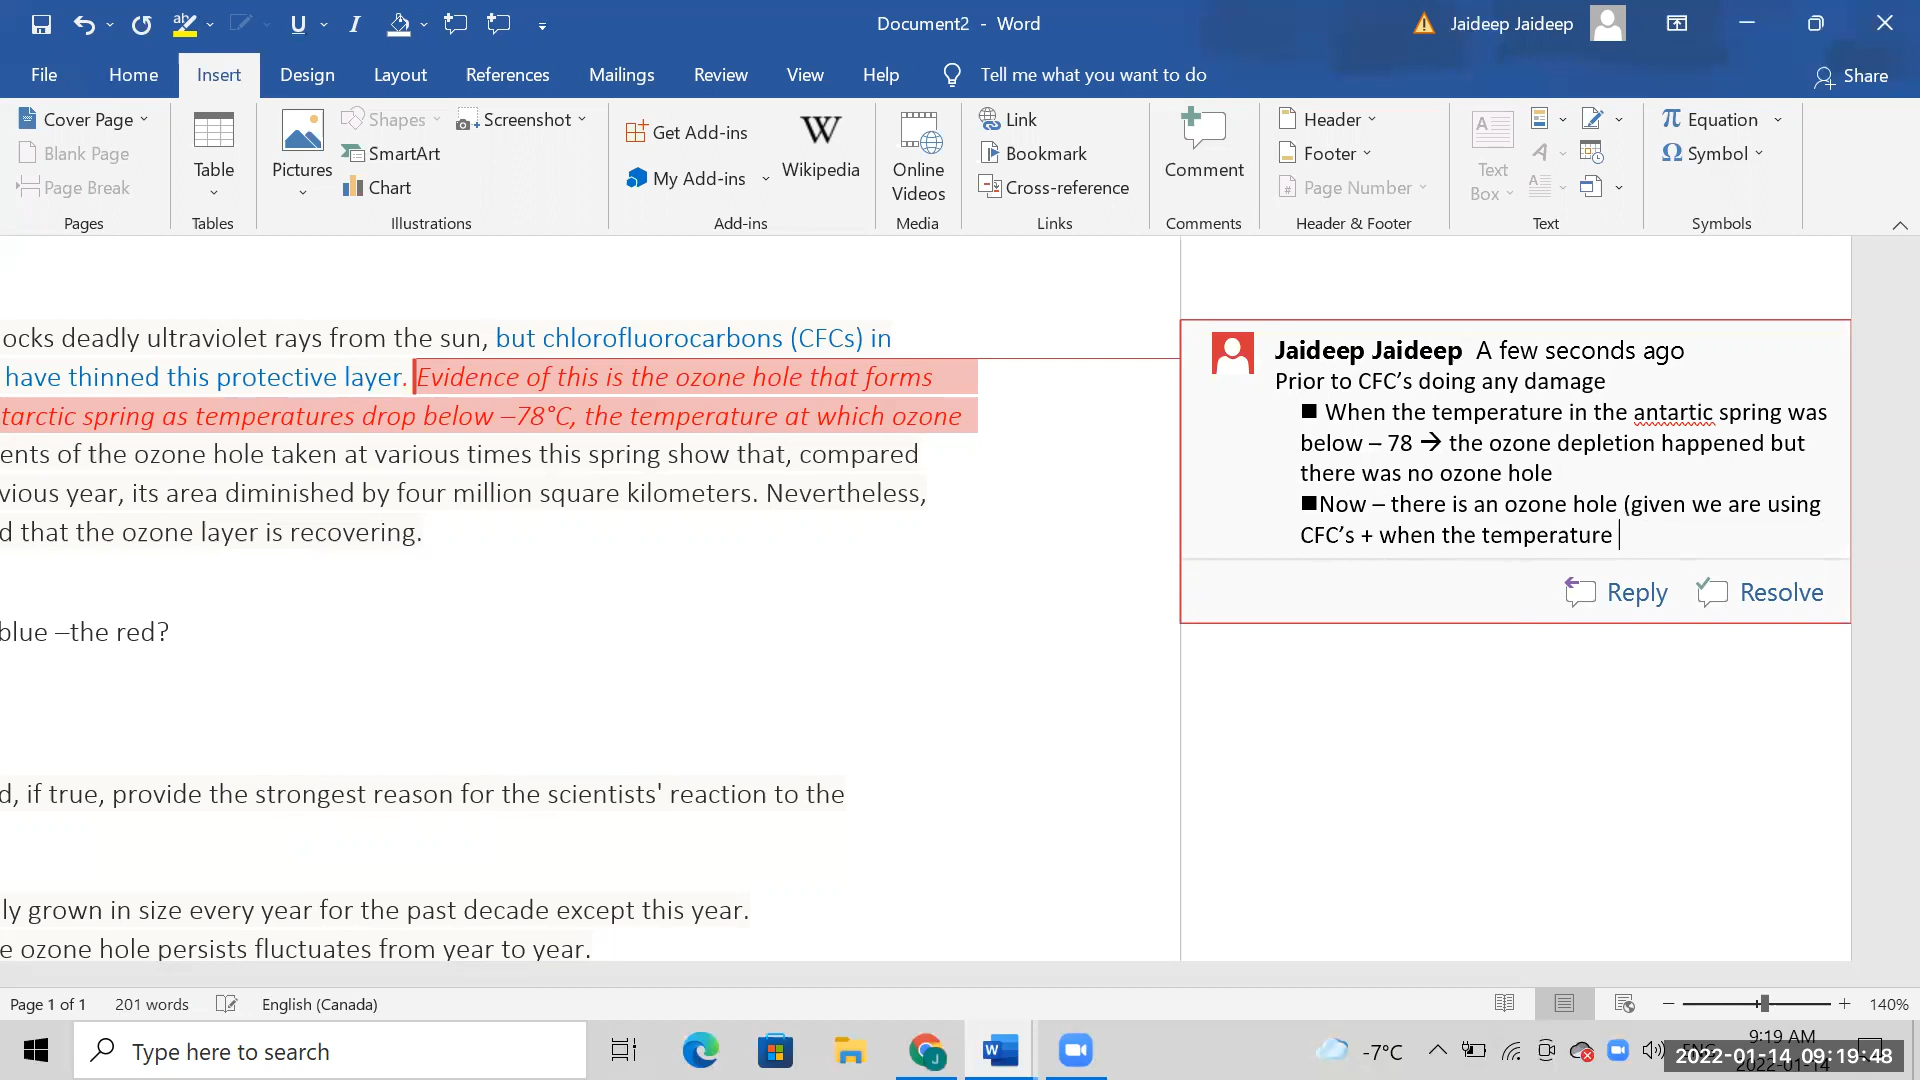 Document2 - Word
Jaideep Jaideep
File Home Insert Design Layout References Mailings Review View Help Tell me what you want to do Share
Cover Page
Blank Page
Page Break
Pages
Table
Tables
Pictures
Shapes
SmartArt
Chart
Screenshot
Illustrations
Get Add-ins
My Add-ins
Wikipedia
Add-ins
Online
Videos
Media
Link
Bookmark
Cross-reference
Links
Comment
Comments
Header
Footer
Page Number
Header & Footer
Text
Box
Text
Equation
Symbol
Symbols
ocks deadly ultraviolet rays from the sun, but chlorofluorocarbons (CFCs) in
have thinned this protective layer. Evidence of this is the ozone hole that forms
tarctic spring as temperatures drop below –78°C, the temperature at which ozone
ents of the ozone hole taken at various times this spring show that, compared
vious year, its area diminished by four million square kilometers. Nevertheless,
d that the ozone layer is recovering.
blue –the red?
d, if true, provide the strongest reason for the scientists' reaction to the
ly grown in size every year for the past decade except this year.
e ozone hole persists fluctuates from year to year.
Jaideep Jaideep A few seconds ago
Prior to CFC’s doing any damage
■ When the temperature in the antartic spring was
below – 78 → the ozone depletion happened but
there was no ozone hole
■Now – there is an ozone hole (given we are using
CFC’s + when the temperature
Reply Resolve
Page 1 of 1 201 words English (Canada) 140%
Type here to search
-7°C
9:19 AM
2022-01-14 09:19:48